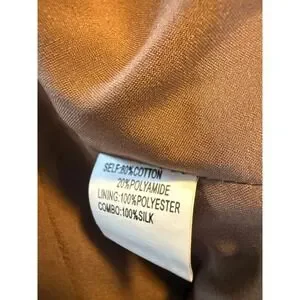 SELF:80%COTTON
20%POLYAMIDE
LINING:100%POLYESTER
COMBO:100%SILK